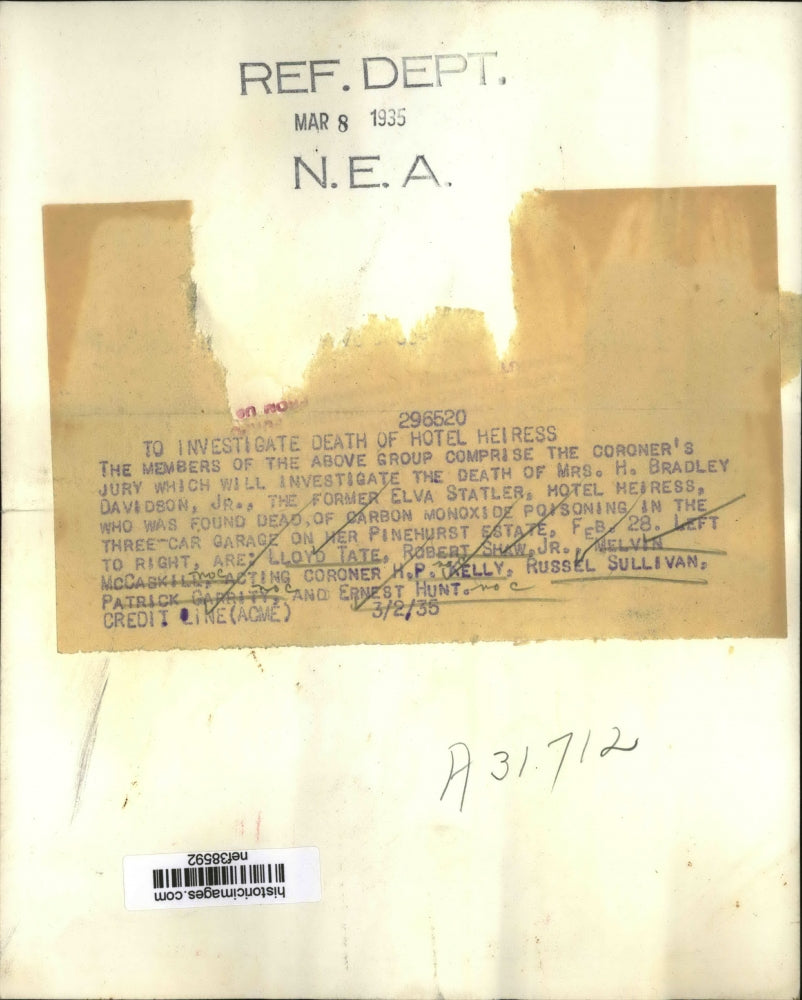 REF. DEPT.
MAR 8 1935
N. E. A.
296520
TO INVESTIGATE DEATH OF HOTEL HEIRESS
THE MEMBERS OF THE ABOVE GROUP COMPRISE THE CORONER'S
JURY WHICH WILL INVESTIGATE THE DEATH OF MRS. H. BRADLEY
DAVIDSON, JR., THE FORMER ELVA STATLER, HOTEL HEIRESS,
WHO WAS FOUND DEAD, OF CARBON MONOXIDE POISONING IN THE
THREE-CAR GARAGE ON HER PINEHURST ESTATE, FEB. 28. LEFT
TO RIGHT, ARE; LLOYD TATE, ROBERT SHAW, JR., MELVIN
MCCASKILL, ACTING CORONER H.P. KELLY, RUSSEL SULLIVAN,
PATRICK GARRITY, AND ERNEST HUNT. no c
CREDIT LINE (ACME) 3/2/35
A 31712
historicimages.com
nef38592